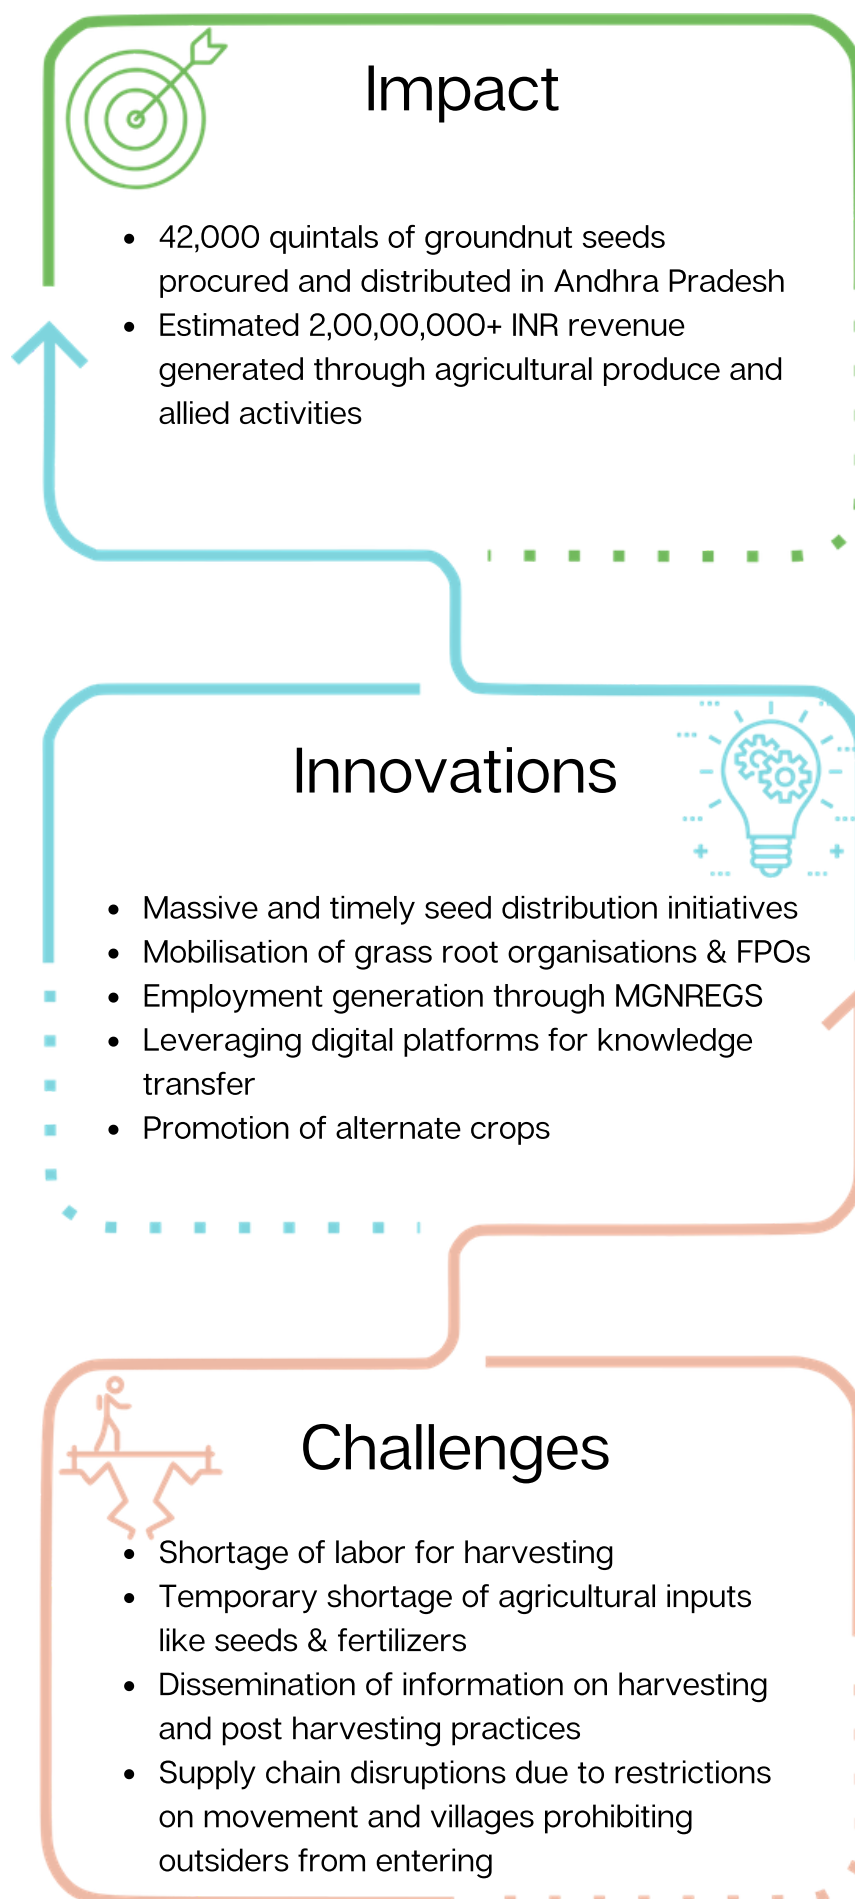 Impact
• 42,000 quintals of groundnut seeds
procured and distributed in Andhra Pradesh
• Estimated 2,00,00,000+ INR revenue
generated through agricultural produce and
allied activities
Innovations
• Massive and timely seed distribution initiatives
• Mobilisation of grass root organisations & FPOs
• Employment generation through MGNREGS
• Leveraging digital platforms for knowledge
transfer
• Promotion of alternate crops
Challenges
• Shortage of labor for harvesting
• Temporary shortage of agricultural inputs
like seeds & fertilizers
• Dissemination of information on harvesting
and post harvesting practices
• Supply chain disruptions due to restrictions
on movement and villages prohibiting
outsiders from entering